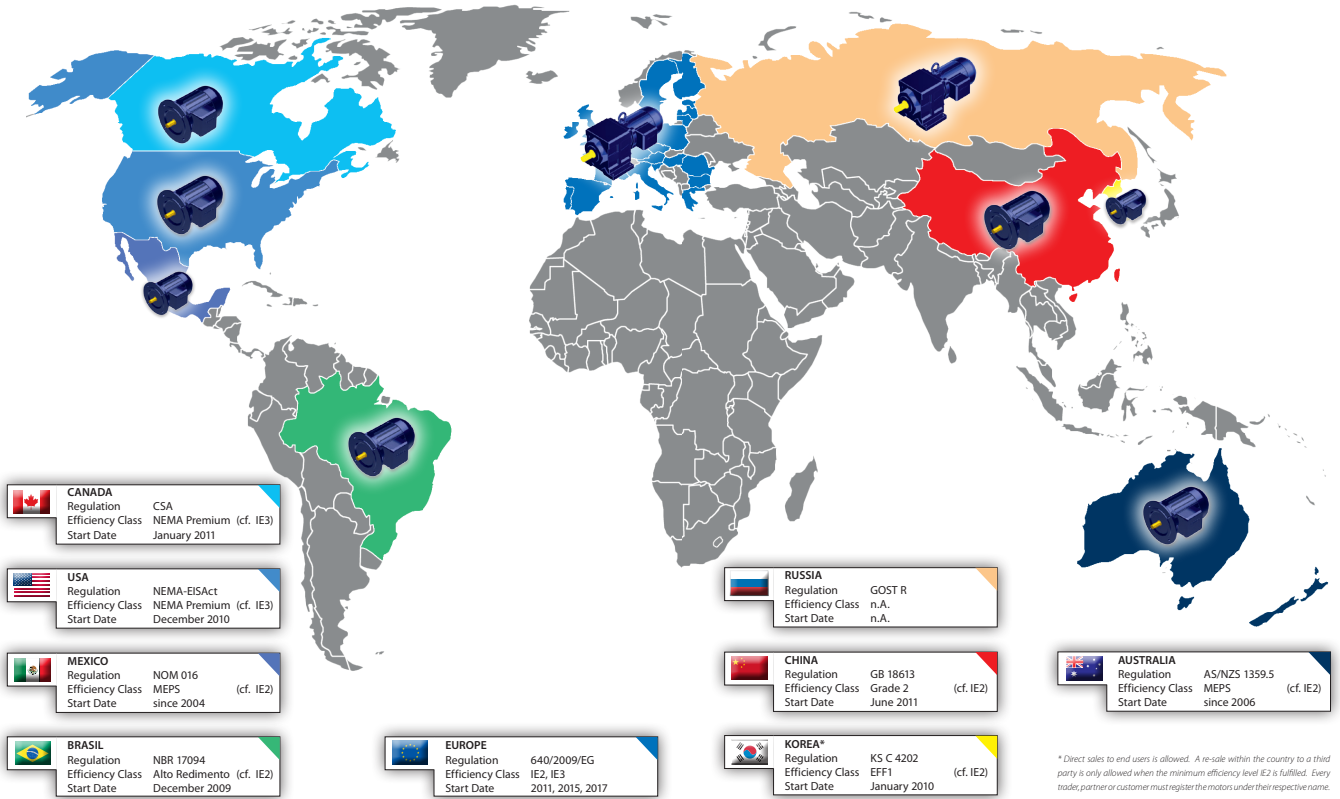 CANADA
Regulation CSA
Efficiency Class NEMA Premium (cf. IE3)
Start Date January 2011
USA
Regulation NEMA-EISAct
Efficiency Class NEMA Premium (cf. IE3)
Start Date December 2010
MEXICO
Regulation NOM 016
Efficiency Class MEPS (cf. IE2)
Start Date since 2004
BRASIL
Regulation NBR 17094
Efficiency Class Alto Redimento (cf. IE2)
Start Date December 2009
EUROPE
Regulation 640/2009/EG
Efficiency Class IE2, IE3
Start Date 2011, 2015, 2017
RUSSIA
Regulation GOST R
Efficiency Class n.A.
Start Date n.A.
CHINA
Regulation GB 18613
Efficiency Class Grade 2 (cf. IE2)
Start Date June 2011
KOREA*
Regulation KS C 4202
Efficiency Class EFF1 (cf. IE2)
Start Date January 2010
AUSTRALIA
Regulation AS/NZS 1359.5
Efficiency Class MEPS (cf. IE2)
Start Date since 2006
* Direct sales to end users is allowed. A re-sale within the country to a third
party is only allowed when the minimum efficiency level IE2 is fulfilled. Every
trader, partner or customer must register the motors under their respective name.